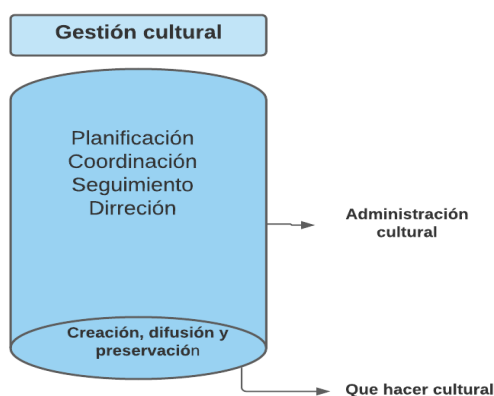 Gestión cultural
Planificación
Coordinación
Seguimiento
Dirreción
Administración
cultural
Creación, difusión y
preservación
Que hacer cultural